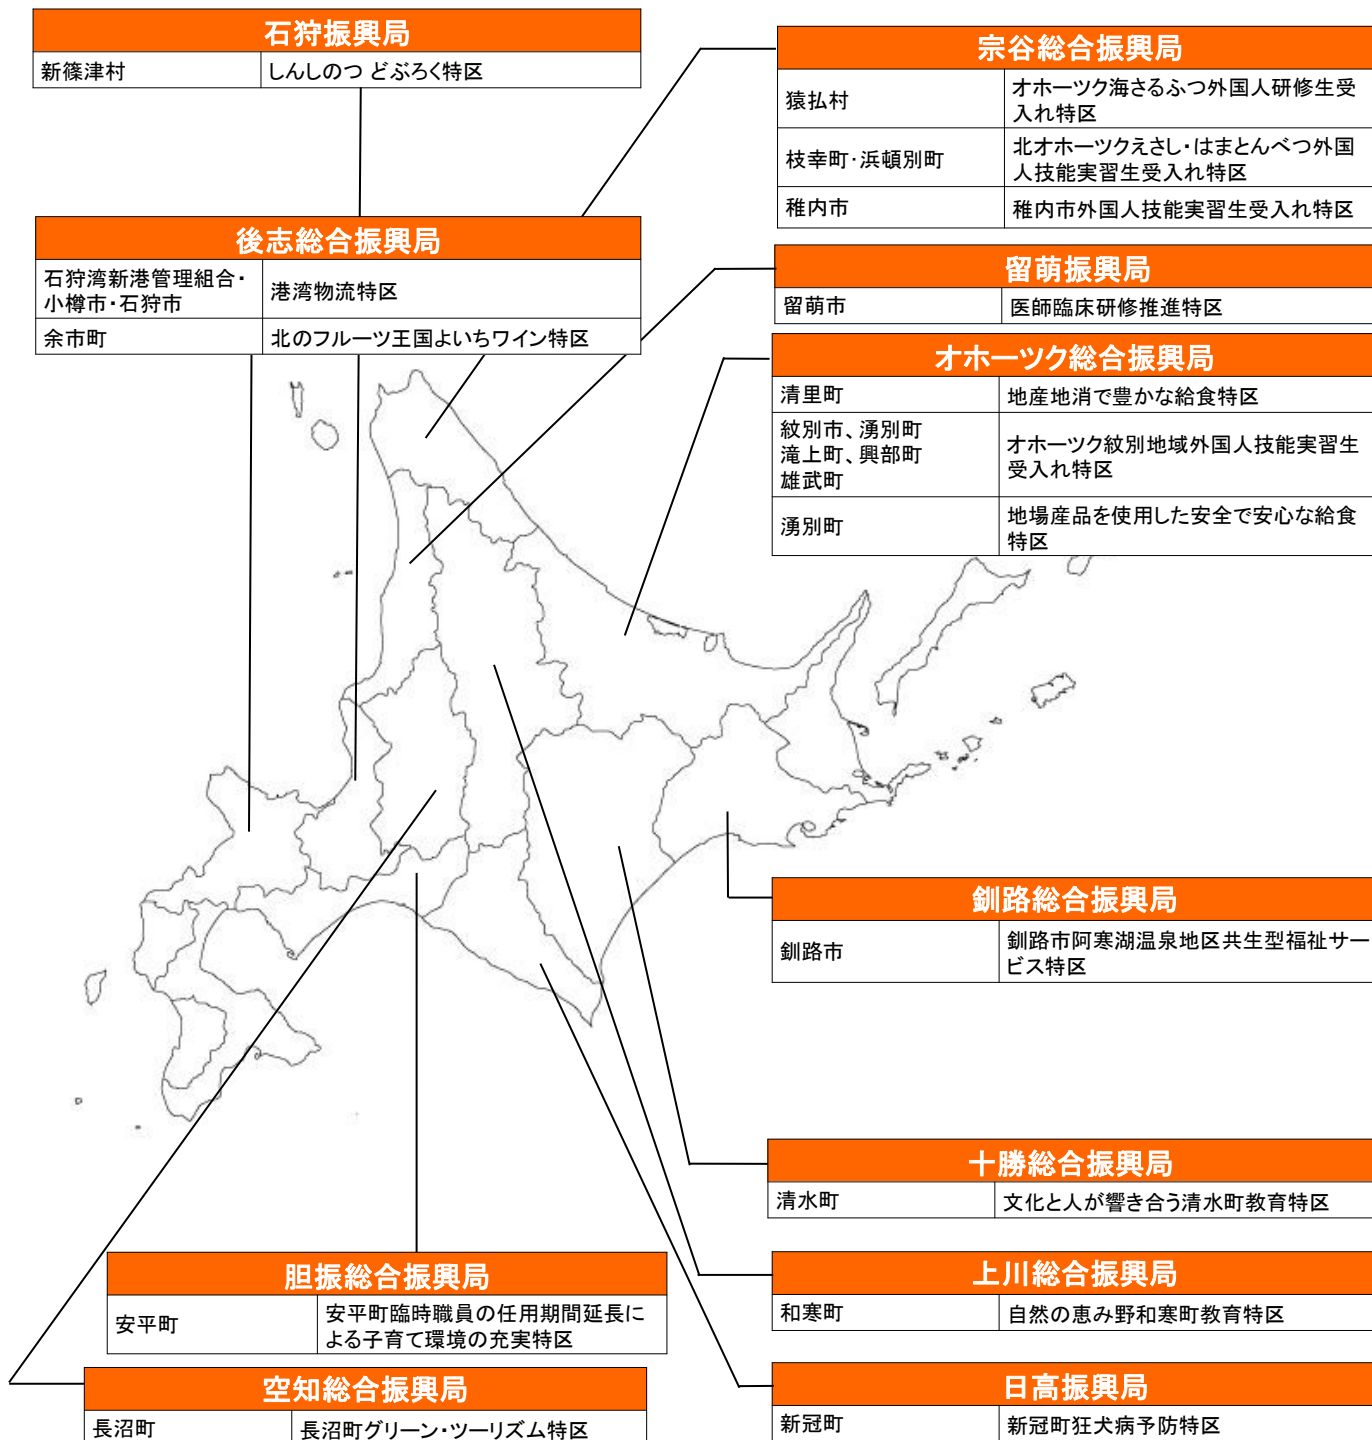 石狩振興局
新篠津村 しんしのつ どぶろく特区
宗谷総合振興局
猿払村 オホーツク海さるふつ外国人研修生受
入れ特区
枝幸町・浜頓別町 北オホーツクえさし・はまとんべつ外国
人技能実習生受入れ特区
稚内市 稚内市外国人技能実習生受入れ特区
後志総合振興局
石狩湾新港管理組合・
小樽市・石狩市
港湾物流特区
余市町 北のフルーツ王国よいちワイン特区
留萌振興局
留萌市 医師臨床研修推進特区
オホーツク総合振興局
清里町 地産地消で豊かな給食特区
紋別市、湧別町
滝上町、興部町
雄武町
オホーツク紋別地域外国人技能実習生
受入れ特区
湧別町 地場産品を使用した安全で安心な給食
特区
釧路総合振興局
釧路市 釧路市阿寒湖温泉地区共生型福祉サー
ビス特区
十勝総合振興局
清水町 文化と人が響き合う清水町教育特区
胆振総合振興局
安平町 安平町臨時職員の任用期間延長に
よる子育て環境の充実特区
上川総合振興局
和寒町 自然の恵み野和寒町教育特区
空知総合振興局
長沼町 長沼町グリーン・ツーリズム特区
日高振興局
新冠町 新冠町狂犬病予防特区